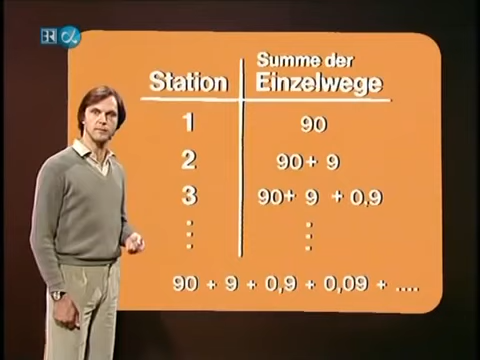 BR α
Station
Summe der
Einzelwege
1 90
2 90+ 9
3 90+ 9 + 0,9
⋮ ⋮
90 + 9 + 0,9 + 0,09 + ....